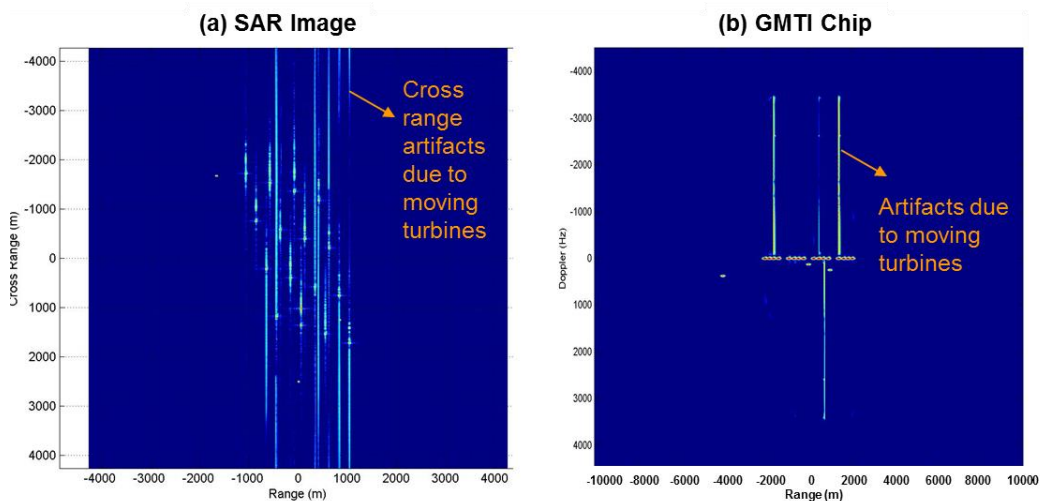 (a) SAR Image
-4000
-3000
-2000
-1000
0
1000
2000
3000
4000
Cross Range (m)
-4000 -3000 -2000 -1000 0 1000 2000 3000 4000
Range (m)
Cross
range
artifacts
due to
moving
turbines
(b) GMTI Chip
-4000
-3000
-2000
-1000
0
1000
2000
3000
4000
Doppler (Hz)
-10000 -8000 -6000 -4000 -2000 0 2000 4000 6000 8000 10000
Range (m)
Artifacts due
to moving
turbines